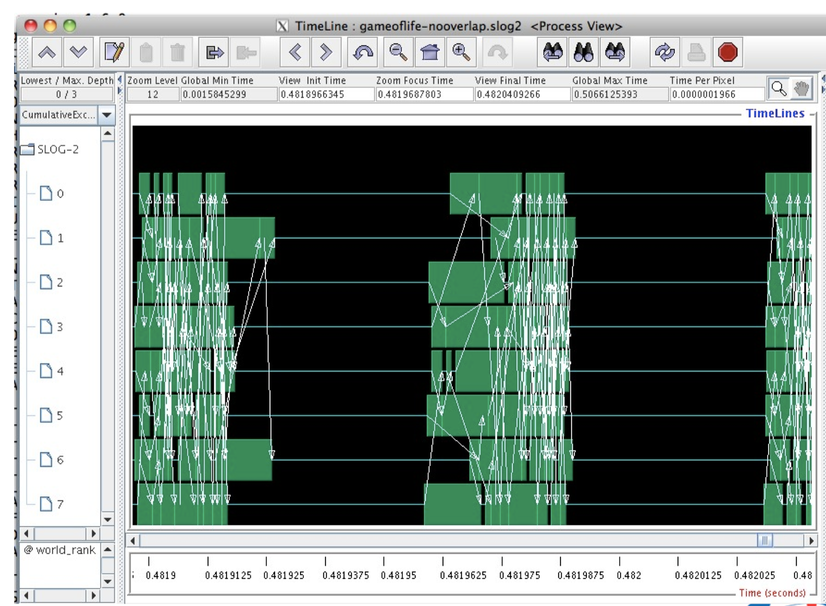 TimeLine : gameoflife-nooverlap.slog2 <Process View>
Lowest / Max. Depth
0 / 3
Zoom Level Global Min Time View Init Time Zoom Focus Time View Final Time Global Max Time Time Per Pixel
12 0.0015845299 0.4818966345 0.4819687803 0.4820409266 0.5066125393 0.0000001966
CumulativeExc...
TimeLines
SLOG-2
0
1
2
3
4
5
6
7
@ world_rank
0.4819 0.4819125 0.481925 0.4819375 0.48195 0.4819625 0.481975 0.4819875 0.482 0.4820125 0.482025 0.48
Time (seconds)